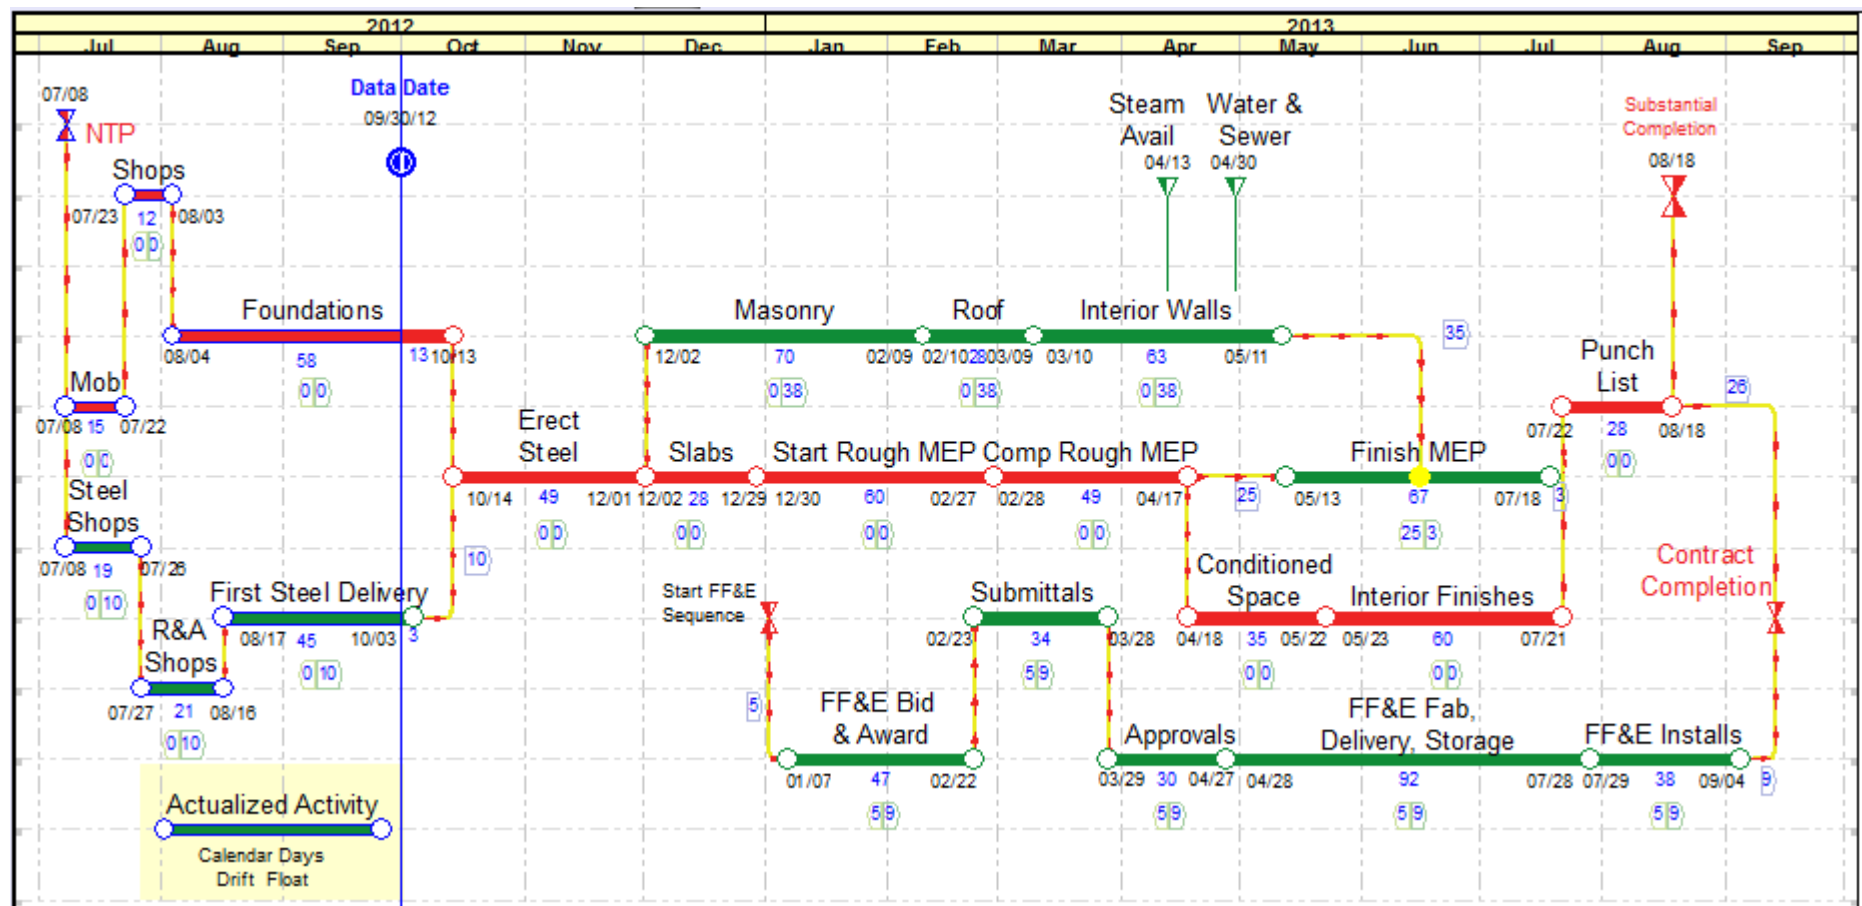 2012 2013
Jul Aug Sep Oct Nov Dec Jan Feb Mar Apr May Jun Jul Aug Sep
07/08
NTP
Data Date
09/30/12
Steam
Avail
04/13
Water &
Sewer
04/30
Substantial
Completion
08/18
Shops
07/23 12 08/03
0 0
Foundations
08/04 58 13 10/13
0 0
Masonry
12/02 70 02/09
0 38
Roof
02/10 28 03/09
0 38
Interior Walls
03/10 63 05/11
0 38
35
Punch
List
07/22 28 08/18
0 0
26
Mob
07/08 15 07/22
0 0
Erect
Steel
10/14 49 12/01
0 0
Slabs
12/02 28 12/29
0 0
Start Rough MEP
12/30 60 02/27
0 0
Comp Rough MEP
02/28 49 04/17
0 0
25
Finish MEP
05/13 67 07/18
25 3
3
Steel
Shops
07/08 19 07/26
0 10
10
First Steel Delivery
08/17 45 10/03 3
0 10
R&A
Shops
07/27 21 08/16
0 10
Start FF&E
Sequence
5
Submittals
02/23 34 03/28
5 9
Conditioned
Space
04/18 35 05/22
0 0
Interior Finishes
05/23 60 07/21
0 0
Contract
Completion
FF&E Bid
& Award
01/07 47 02/22
5 9
Approvals
03/29 30 04/27
5 9
FF&E Fab,
Delivery, Storage
04/28 92 07/28
5 9
FF&E Installs
07/29 38 09/04
5 9
9
Actualized Activity
Calendar Days
Drift Float